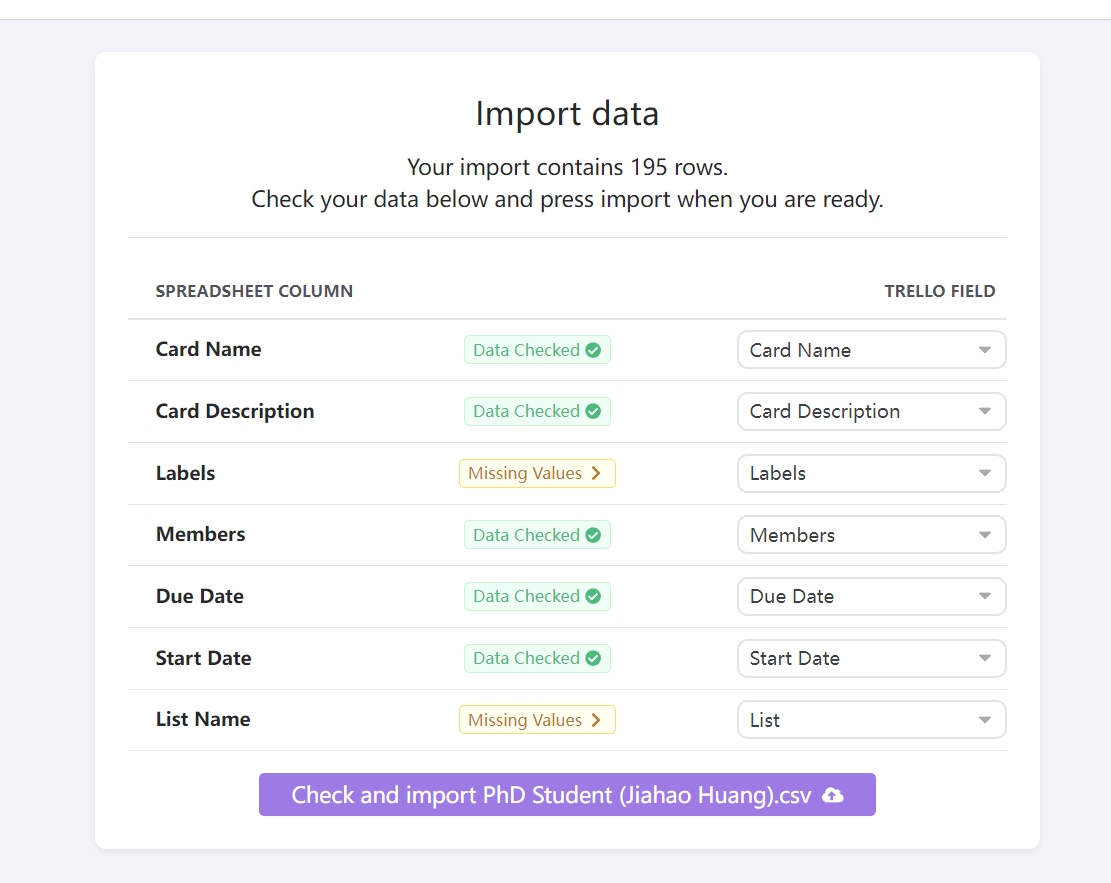 Import data
Your import contains 195 rows.
Check your data below and press import when you are ready.
SPREADSHEET COLUMN TRELLO FIELD
Card Name Data Checked Card Name
Card Description Data Checked Card Description
Labels Missing Values Labels
Members Data Checked Members
Due Date Data Checked Due Date
Start Date Data Checked Start Date
List Name Missing Values List
Check and import PhD Student (Jiahao Huang).csv